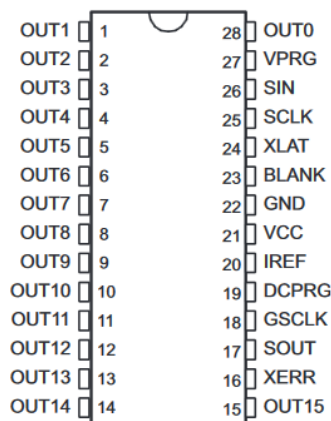 OUT1 1 28 OUT0
OUT2 2 27 VPRG
OUT3 3 26 SIN
OUT4 4 25 SCLK
OUT5 5 24 XLAT
OUT6 6 23 BLANK
OUT7 7 22 GND
OUT8 8 21 VCC
OUT9 9 20 IREF
OUT10 10 19 DCPRG
OUT11 11 18 GSCLK
OUT12 12 17 SOUT
OUT13 13 16 XERR
OUT14 14 15 OUT15